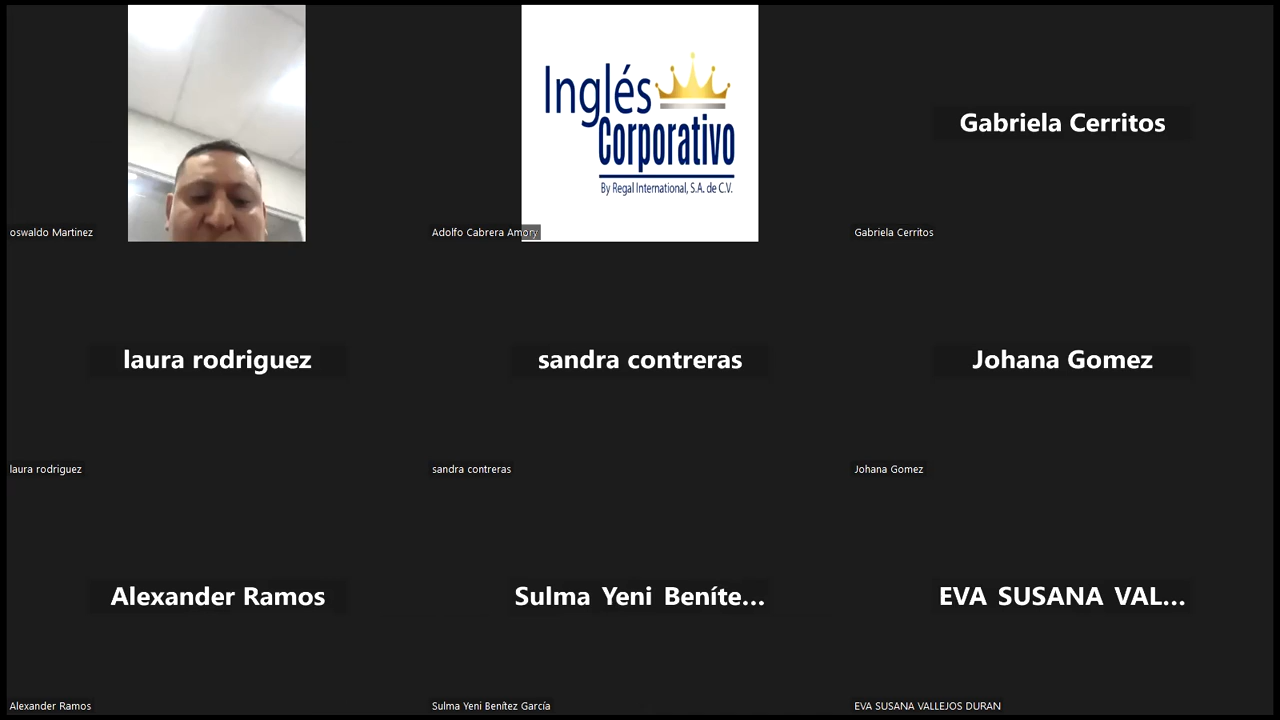 Inglés
Corporativo
By Regal International, S.A. de C.V.
Gabriela Cerritos
oswaldo Martinez
Adolfo Cabrera Amory
Gabriela Cerritos
laura rodriguez
sandra contreras
Johana Gomez
laura rodriguez
sandra contreras
Johana Gomez
Alexander Ramos
Sulma Yeni Beníte...
EVA SUSANA VAL...
Alexander Ramos
Sulma Yeni Benítez García
EVA SUSANA VALLEJOS DURAN